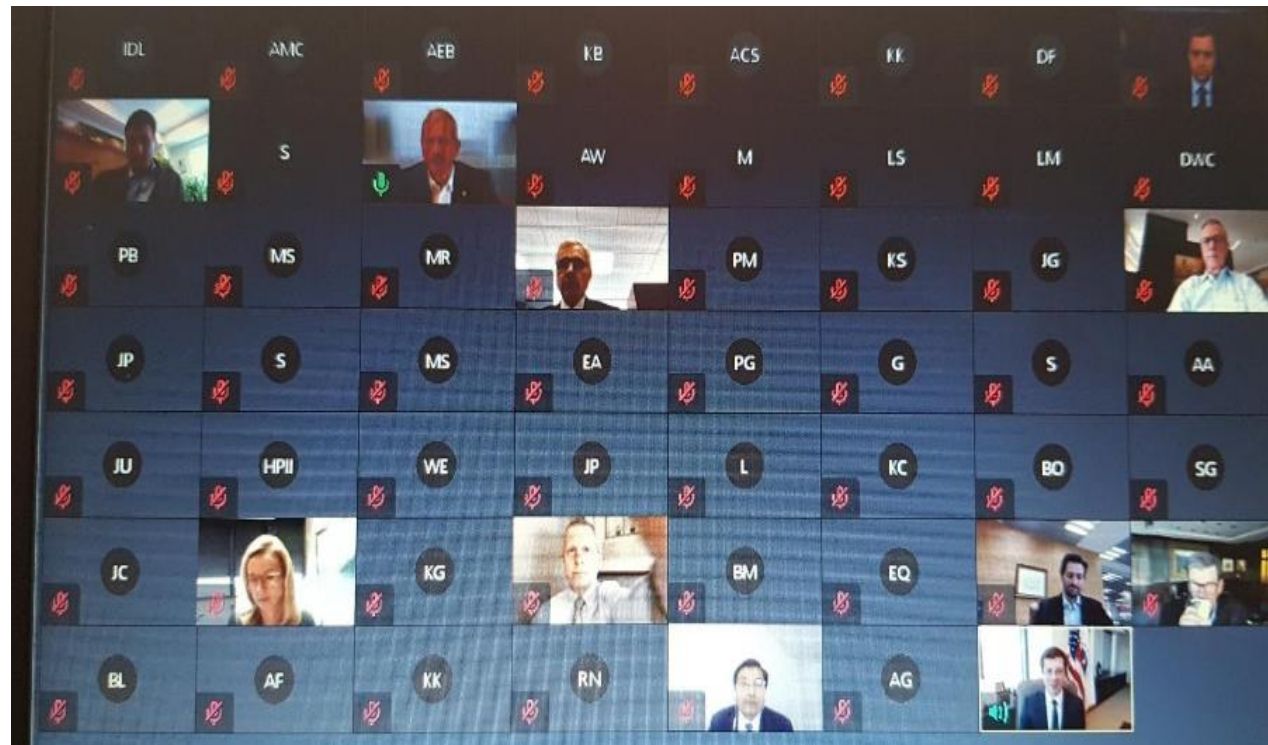 IDL AMC AEB KB ACS KK DF
S AW M LS LM DWC
PB MS MR PM KS JG
JP S MS EA PG G S AA
JU HPII WE JP L KC BO SG
JC KG BM EQ
BL AF KK RN AG